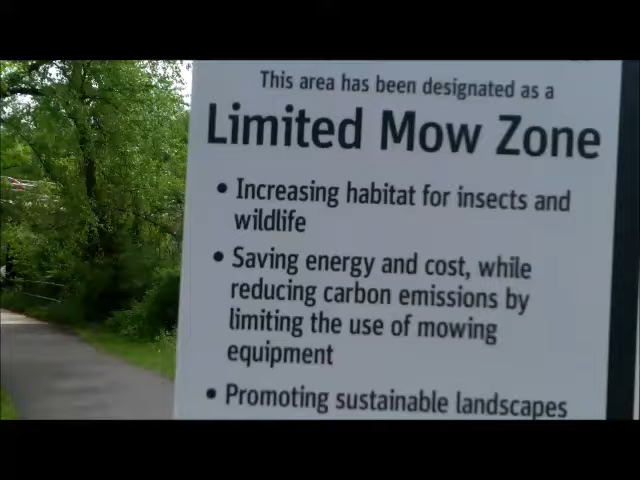 This area has been designated as a
Limited Mow Zone
• Increasing habitat for insects and
wildlife
• Saving energy and cost, while
reducing carbon emissions by
limiting the use of mowing
equipment
• Promoting sustainable landscapes